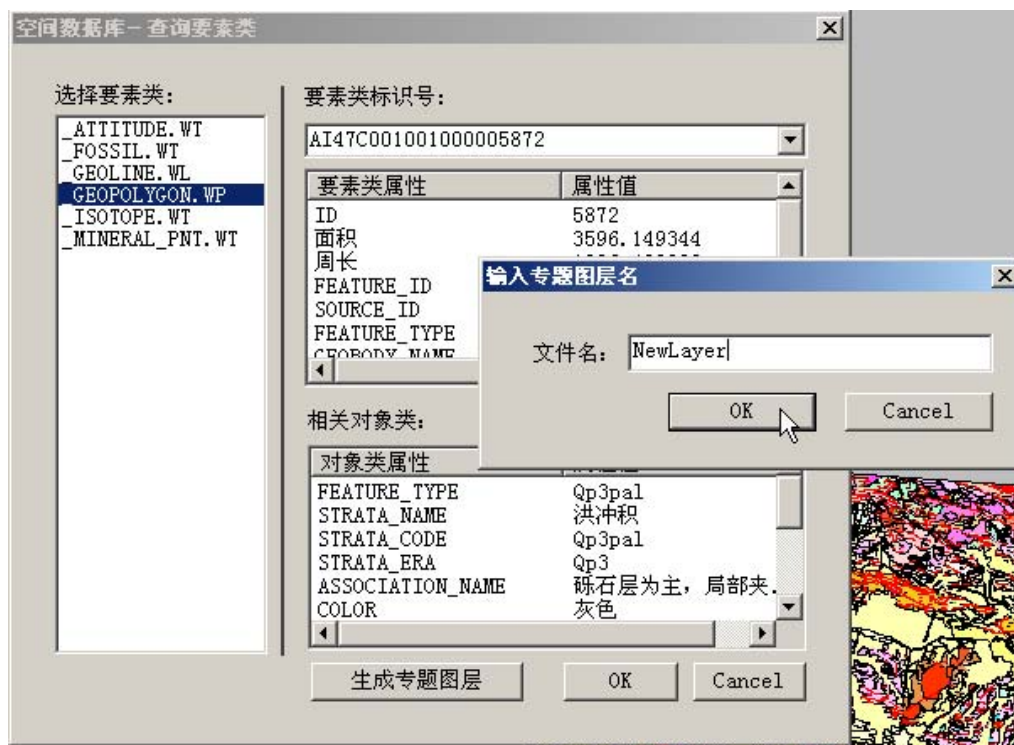 空间数据库- 查询要素类
选择要素类:
_ATTITUDE.WT
_FOSSIL.WT
_GEOLINE.WL
_GEOPOLYGON.WP
_ISOTOPE.WT
_MINERAL_PNT.WT
要素类标识号:
AI47C001001000005872
要素类属性 属性值
ID 5872
面积 3596.149344
周长
FEATURE_ID
SOURCE_ID
FEATURE_TYPE
GEOBODY_NAME
输入专题图层名
文件名: NewLayer
OK Cancel
相关对象类:
对象类属性
FEATURE_TYPE Qp3pal
STRATA_NAME 洪冲积
STRATA_CODE Qp3pal
STRATA_ERA Qp3
ASSOCIATION_NAME 砾石层为主,局部夹.
COLOR 灰色
生成专题图层 OK Cancel